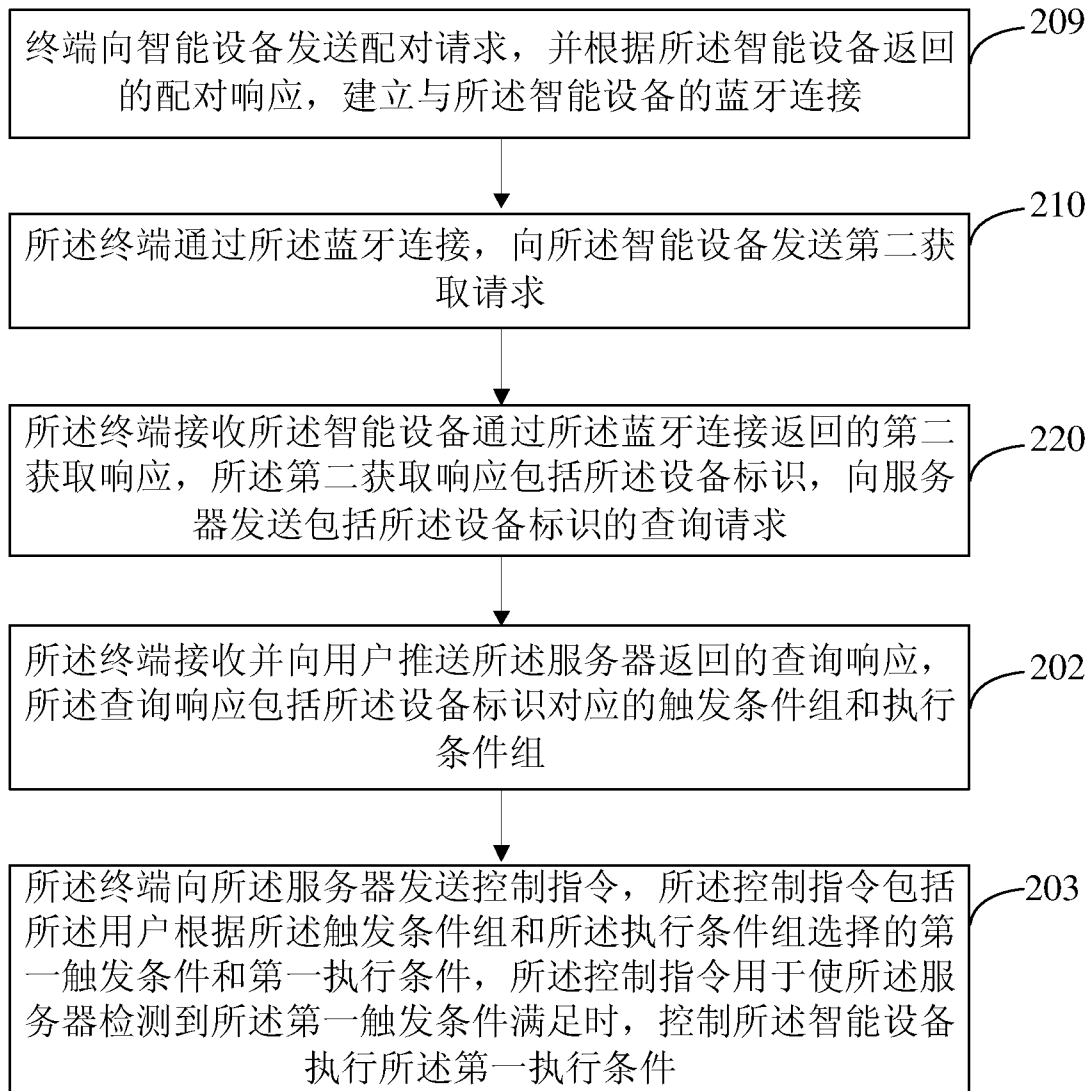 终端向智能设备发送配对请求，并根据所述智能设备返回
的配对响应，建立与所述智能设备的蓝牙连接
209
所述终端通过所述蓝牙连接，向所述智能设备发送第二获
取请求
210
所述终端接收所述智能设备通过所述蓝牙连接返回的第二
获取响应，所述第二获取响应包括所述设备标识，向服务
器发送包括所述设备标识的查询请求
220
所述终端接收并向用户推送所述服务器返回的查询响应，
所述查询响应包括所述设备标识对应的触发条件组和执行
条件组
202
所述终端向所述服务器发送控制指令，所述控制指令包括
所述用户根据所述触发条件组和所述执行条件组选择的第
一触发条件和第一执行条件，所述控制指令用于使所述服
务器检测到所述第一触发条件满足时，控制所述智能设备
执行所述第一执行条件
203